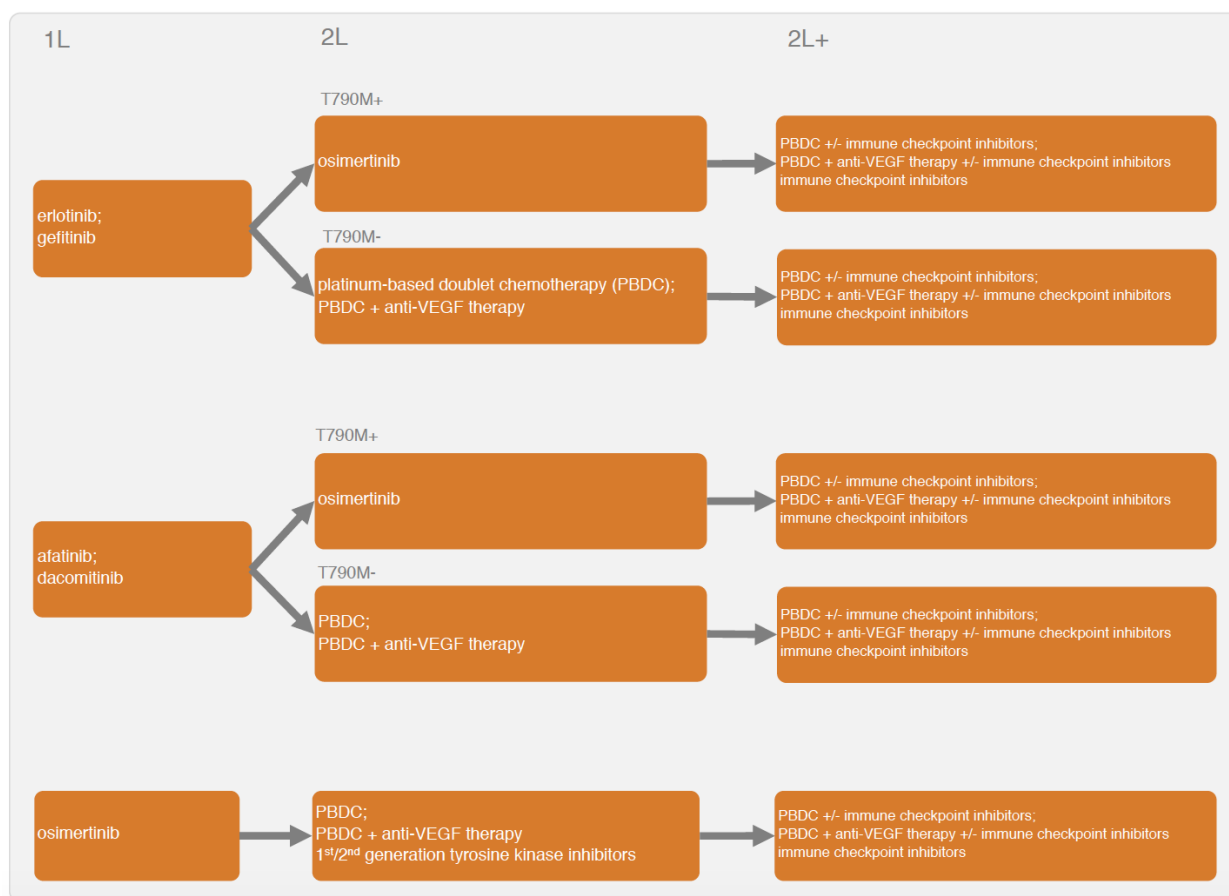 1L
2L
2L+
T790M+
osimertinib
PBDC +/- immune checkpoint inhibitors;
PBDC + anti-VEGF therapy +/- immune checkpoint inhibitors
immune checkpoint inhibitors
erlotinib;
gefitinib
T790M-
platinum-based doublet chemotherapy (PBDC);
PBDC + anti-VEGF therapy
PBDC +/- immune checkpoint inhibitors;
PBDC + anti-VEGF therapy +/- immune checkpoint inhibitors
immune checkpoint inhibitors
T790M+
osimertinib
PBDC +/- immune checkpoint inhibitors;
PBDC + anti-VEGF therapy +/- immune checkpoint inhibitors
immune checkpoint inhibitors
afatinib;
dacomitinib
T790M-
PBDC;
PBDC + anti-VEGF therapy
PBDC +/- immune checkpoint inhibitors;
PBDC + anti-VEGF therapy +/- immune checkpoint inhibitors
immune checkpoint inhibitors
osimertinib
PBDC;
PBDC + anti-VEGF therapy
1st/2nd generation tyrosine kinase inhibitors
PBDC +/- immune checkpoint inhibitors;
PBDC + anti-VEGF therapy +/- immune checkpoint inhibitors
immune checkpoint inhibitors